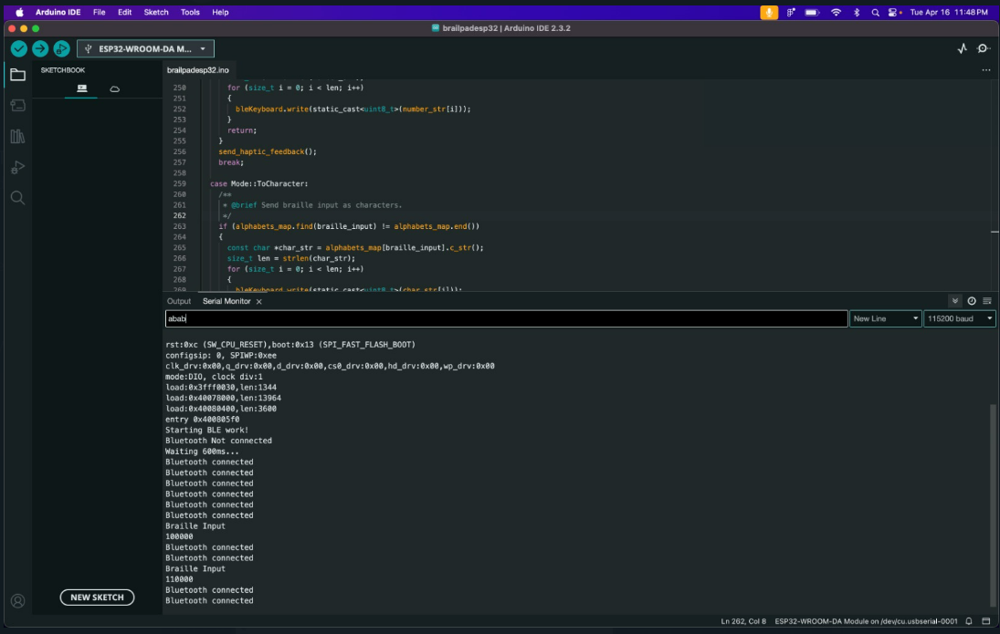 Arduino IDE File Edit Sketch Tools Help Tue Apr 16 11:48 PM
brailpadesp32 | Arduino IDE 2.3.2
ESP32-WROOM-DA M...
SKETCHBOOK
brailpadesp32.ino
250 for (size_t i = 0; i < len; i++)
251 {
252 bleKeyboard.write(static_cast<uint8_t>(number_str[i]));
253 }
254 return;
255 }
256 send_haptic_feedback();
257 break;
258
259 case Mode::ToCharacter:
260 /**
261 * @brief Send braille input as characters.
262 */
263 if (alphabets_map.find(braille_input) != alphabets_map.end())
264 {
265 const char *char_str = alphabets_map[braille_input].c_str();
266 size_t len = strlen(char_str);
267 for (size_t i = 0; i < len; i++)
268 {
269 bleKeyboard.write(static_cast<uint8_t>(char_str[i]));
Output Serial Monitor
abab New Line 115200 baud
rst:0xc (SW_CPU_RESET),boot:0x13 (SPI_FAST_FLASH_BOOT)
configsip: 0, SPIWP:0xee
clk_drv:0x00,q_drv:0x00,d_drv:0x00,cs0_drv:0x00,hd_drv:0x00,wp_drv:0x00
mode:DIO, clock div:1
load:0x3fff0030,len:1344
load:0x40078000,len:13964
load:0x40080400,len:3600
entry 0x400805f0
Starting BLE work!
Bluetooth Not connected
Waiting 600ms...
Bluetooth connected
Bluetooth connected
Bluetooth connected
Bluetooth connected
Bluetooth connected
Bluetooth connected
Braille Input
100000
Bluetooth connected
Bluetooth connected
Braille Input
110000
Bluetooth connected
Bluetooth connected
NEW SKETCH
Ln 262, Col 8 ESP32-WROOM-DA Module on /dev/cu.usbserial-0001